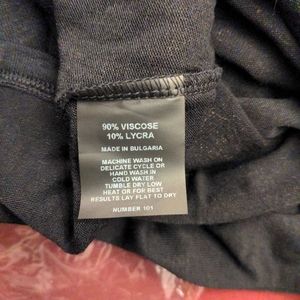 90% VISCOSE
10% LYCRA
MADE IN BULGARIA
MACHINE WASH ON
DELICATE CYCLE OR
HAND WASH IN
COLD WATER
TUMBLE DRY LOW
HEAT OR FOR BEST
RESULTS LAY FLAT TO DRY
NUMBER 101